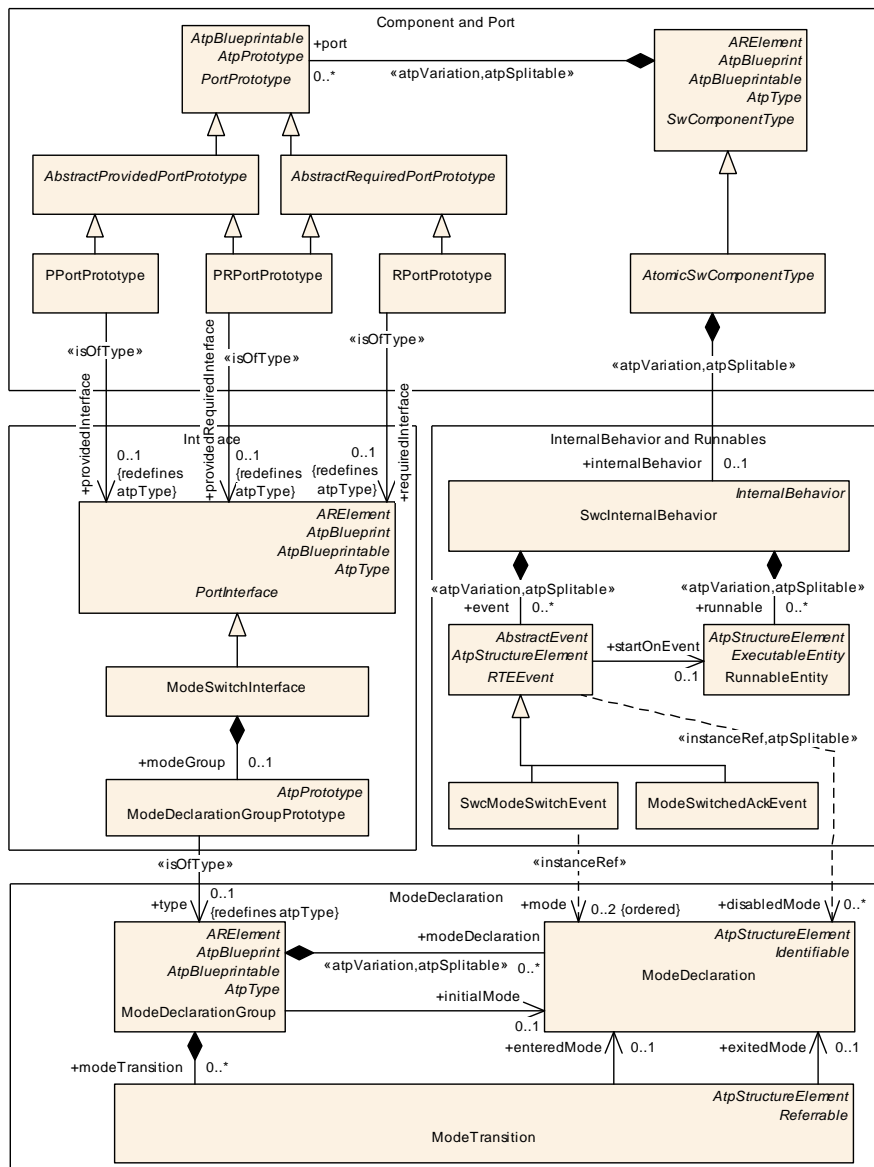 Component and Port
AtpBlueprintable
AtpPrototype
PortPrototype
+port
0..*
«atpVariation,atpSplitable»
ARElement
AtpBlueprint
AtpBlueprintable
AtpType
SwComponentType
AbstractProvidedPortPrototype
AbstractRequiredPortPrototype
PPortPrototype
PRPortPrototype
RPortPrototype
AtomicSwComponentType
«isOfType»
«isOfType»
«isOfType»
«atpVariation,atpSplitable»
+providedInterface
+providedRequiredInterface
+requiredInterface
0..1
{redefines
atpType}
0..1
{redefines
atpType}
0..1
{redefines
atpType}
InternalBehavior and Runnables
+internalBehavior
0..1
ARElement
AtpBlueprint
AtpBlueprintable
AtpType
PortInterface
InternalBehavior
SwcInternalBehavior
«atpVariation,atpSplitable»
+event
0..*
«atpVariation,atpSplitable»
+runnable
0..*
AbstractEvent
AtpStructureElement
RTEEvent
+startOnEvent
0..1
AtpStructureElement
ExecutableEntity
RunnableEntity
ModeSwitchInterface
+modeGroup
0..1
«instanceRef,atpSplitable»
AtpPrototype
ModeDeclarationGroupPrototype
SwcModeSwitchEvent
ModeSwitchedAckEvent
«isOfType»
«instanceRef»
ModeDeclaration
+type
0..1
{redefines atpType}
+mode
0..2 {ordered}
+disabledMode
0..*
ARElement
AtpBlueprint
AtpBlueprintable
AtpType
ModeDeclarationGroup
+modeDeclaration
«atpVariation,atpSplitable»
0..*
+initialMode
0..1
AtpStructureElement
Identifiable
ModeDeclaration
+modeTransition
0..*
+enteredMode
0..1
+exitedMode
0..1
AtpStructureElement
Referrable
ModeTransition